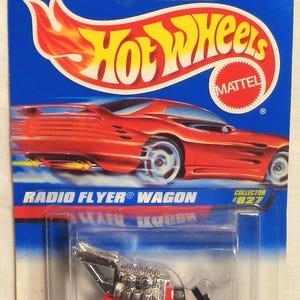 Hot Wheels
MATTEL
®
RADIO FLYER® WAGON
COLLECTOR
#827